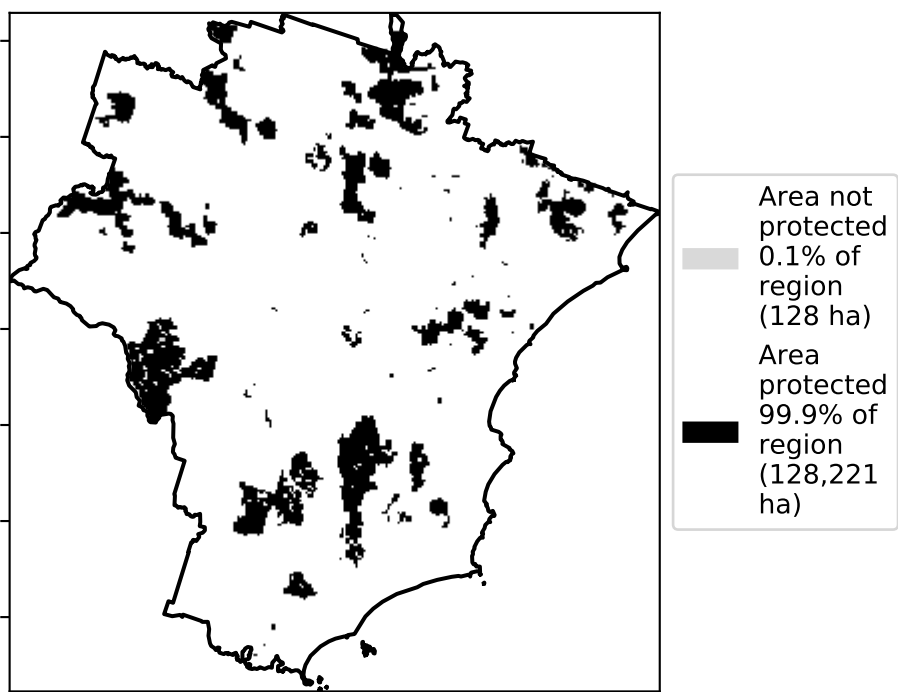 Area not
protected
0.1% of
region
(128 ha)
Area
protected
99.9% of
region
(128,221
ha)